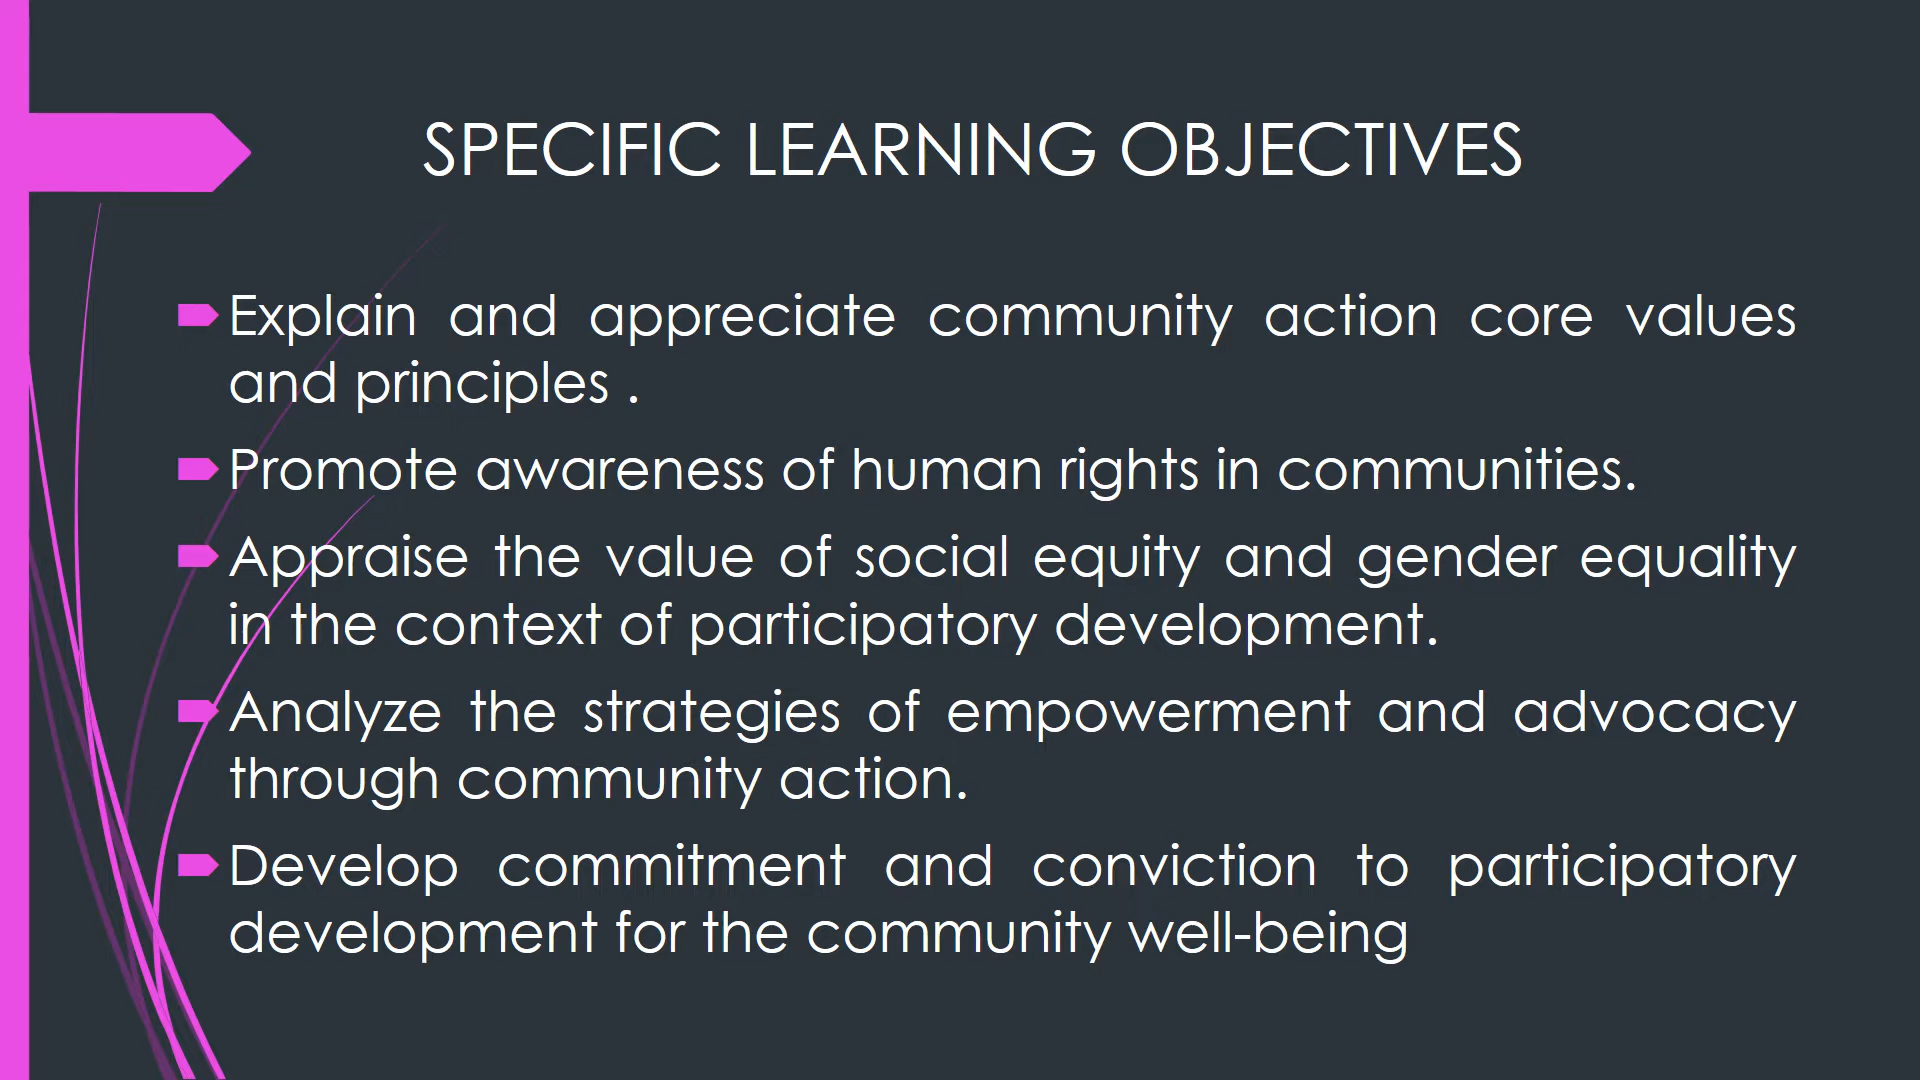 SPECIFIC LEARNING OBJECTIVES
Explain and appreciate community action core values
and principles .
Promote awareness of human rights in communities.
Appraise the value of social equity and gender equality
in the context of participatory development.
Analyze the strategies of empowerment and advocacy
through community action.
Develop commitment and conviction to participatory
development for the community well-being